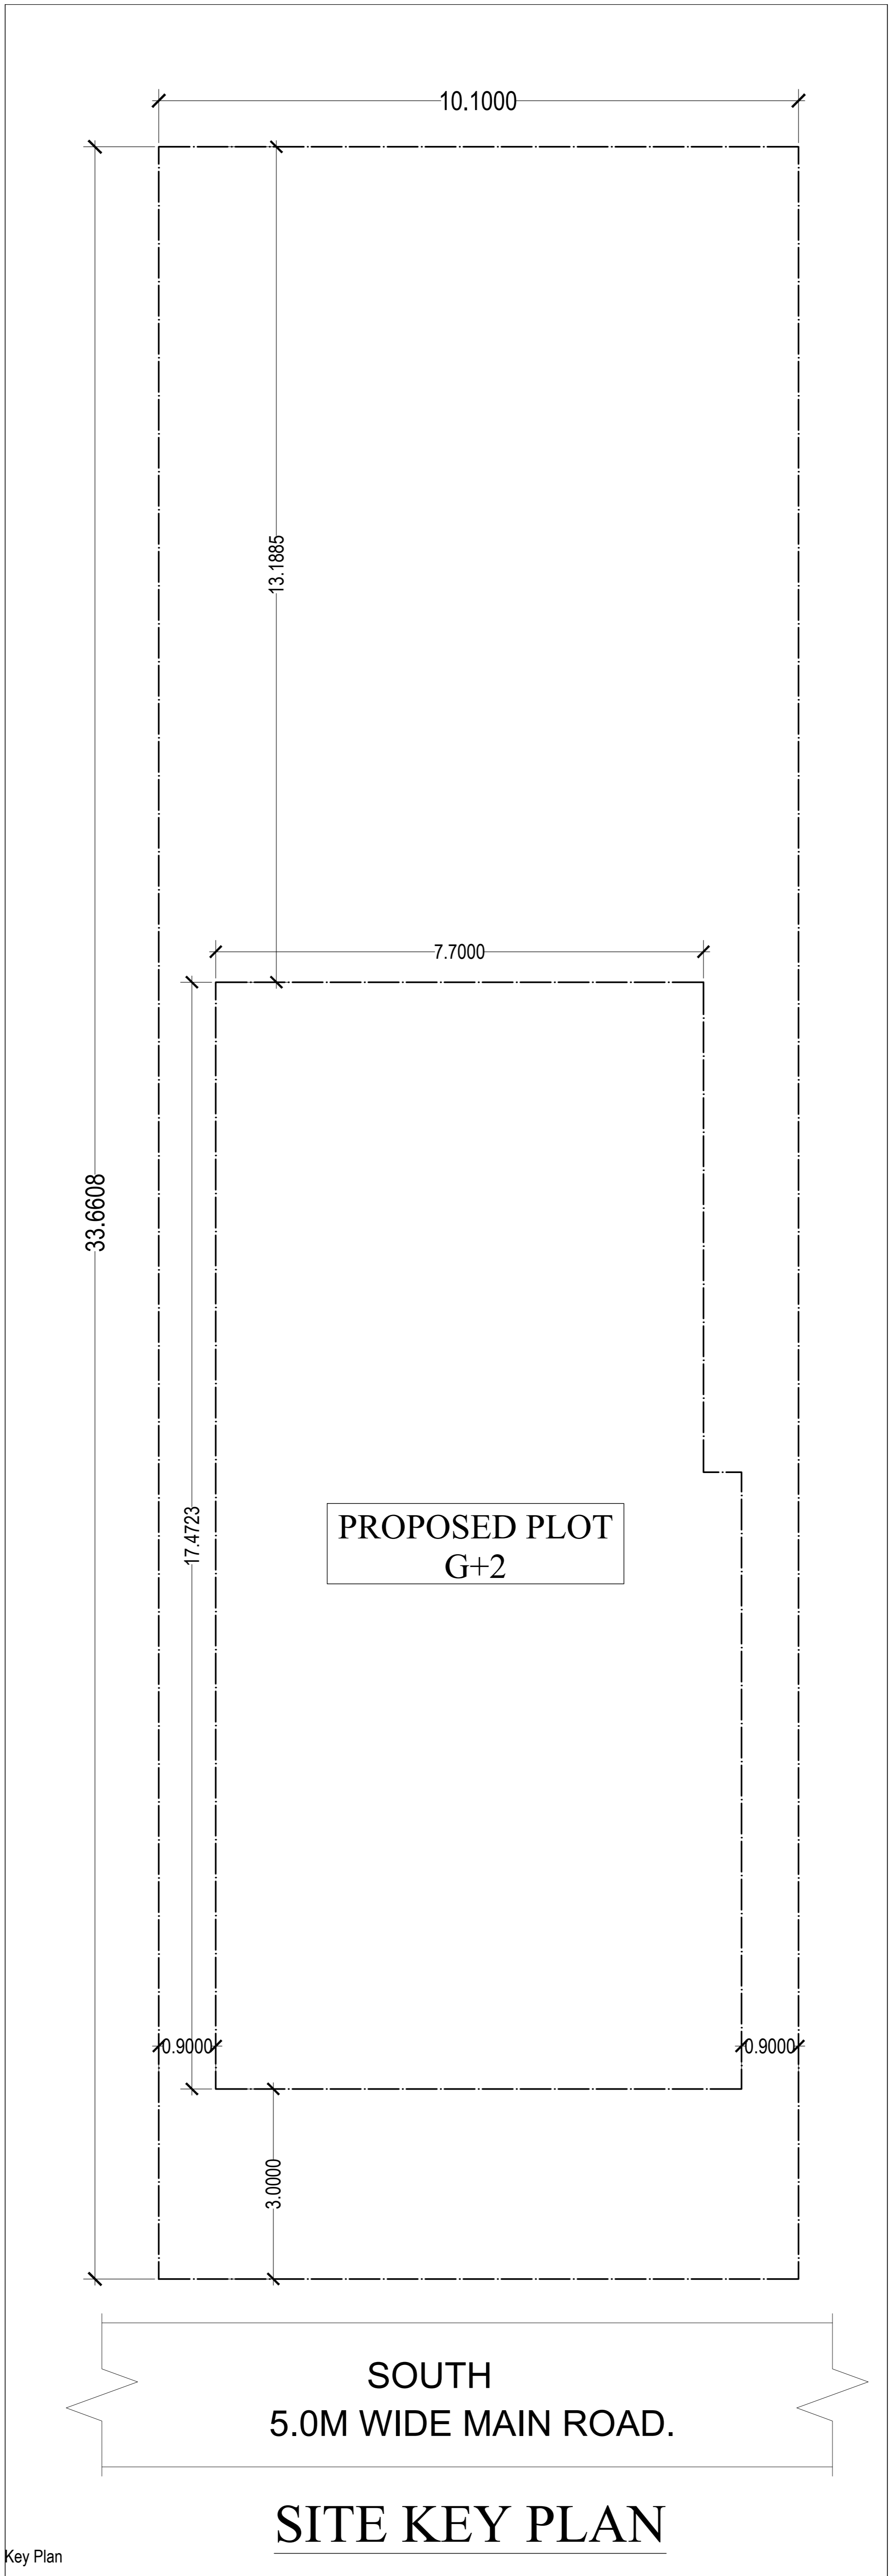 10.1000
13.1885
7.7000
33.6608
17.4723
PROPOSED PLOT
G+2
0.9000
0.9000
3.0000
SOUTH
5.0M WIDE MAIN ROAD.
SITE KEY PLAN
Key Plan